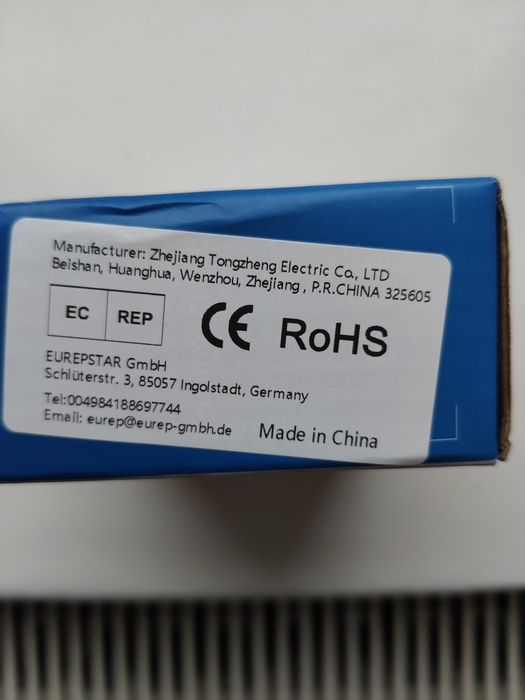 Manufacturer: Zhejiang Tongzheng Electric Co., LTD
Beishan, Huanghua, Wenzhou, Zhejiang , P.R.CHINA 325605
EC REP
CE RoHS
EUREPSTAR GmbH
Schlüterstr. 3, 85057 Ingolstadt, Germany
Tel:004984188697744
Email: eurep@eurep-gmbh.de
Made in China